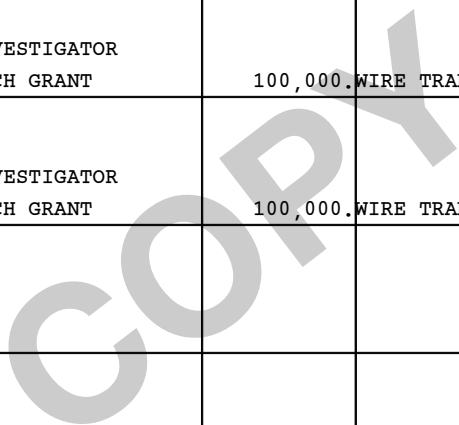 VESTIGATOR
CH GRANT 100,000. WIRE TRA
VESTIGATOR
CH GRANT 100,000. WIRE TRA
COPY